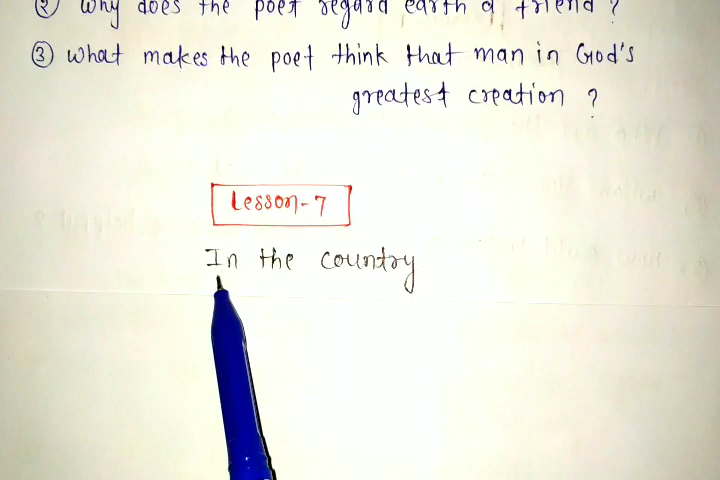 ② Why does the poet regard earth a friend ?
③ What makes the poet think that man in God's
greatest creation ?
Lesson-7
In the country